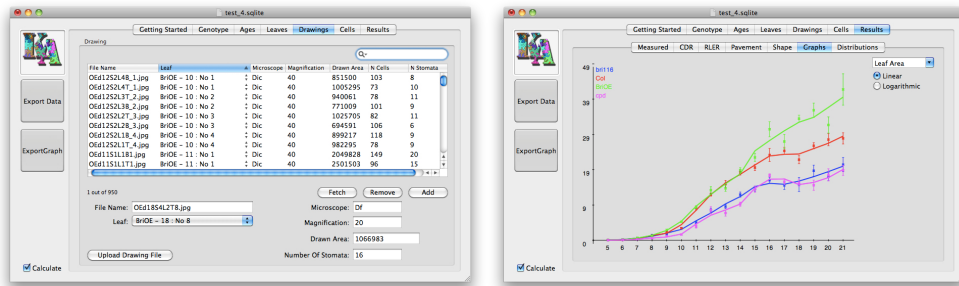 test_4.sqlite
Getting Started Genotype Ages Leaves Drawings Cells Results
Drawing
Export Data
ExportGraph
File Name Leaf Microscope Magnification Drawn Area N Cells N Stomata
OEd12S2L4B_1.jpg BriOE - 10 : No 1 Dic 40 851500 103 8
OEd12S2L4T_1.jpg BriOE - 10 : No 1 Dic 40 1005295 73 10
OEd12S2L3T_2.jpg BriOE - 10 : No 2 Dic 40 940061 78 11
OEd12S2L3B_2.jpg BriOE - 10 : No 2 Dic 40 771009 101 9
OEd12S2L2T_3.jpg BriOE - 10 : No 3 Dic 40 1025705 82 11
OEd12S2L2B_3.jpg BriOE - 10 : No 3 Dic 40 694591 106 6
OEd12S2L1B_4.jpg BriOE - 10 : No 4 Dic 40 899217 118 9
OEd12S2L1T_4.jpg BriOE - 10 : No 4 Dic 40 982295 78 9
OEd11S1L1B1.jpg BriOE - 11 : No 1 Dic 40 2049828 149 20
OEd11S1L1T1.jpg BriOE - 11 : No 1 Dic 40 2501503 96 15
1 out of 950
Fetch Remove Add
File Name: OEd18S4L2T8.jpg Microscope: Df
Leaf: BriOE - 18 : No 8 Magnification: 20
Drawn Area: 1066983
Upload Drawing File Number Of Stomata: 16
Calculate
test_4.sqlite
Getting Started Genotype Ages Leaves Drawings Cells Results
Measured CDR RLER Pavement Shape Graphs Distributions
Export Data
ExportGraph
Leaf Area
Linear
Logarithmic
49
bri116
Col
BriOE
cpd
39
29
19
9
0
5 6 7 8 9 10 11 12 13 14 15 16 17 18 19 20 21
Calculate